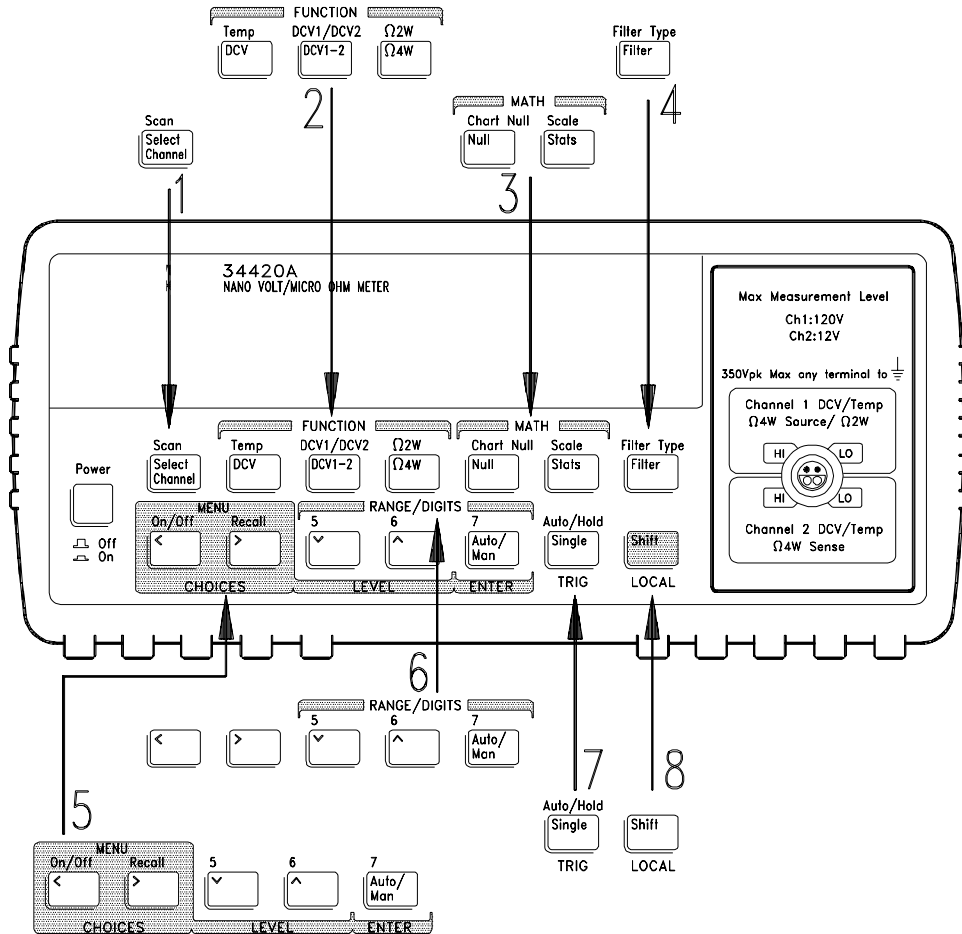 FUNCTION
Temp DCV1/DCV2 Ω2W
DCV DCV1-2 Ω4W
Filter Type
Filter
2
4
MATH
Chart Null Scale
Null Stats
Scan
Select
Channel
1
3
34420A
NANO VOLT/MICRO OHM METER
Max Measurement Level
Ch1:120V
Ch2:12V
350Vpk Max any terminal to
Channel 1 DCV/Temp
Ω4W Source/ Ω2W
HI LO
HI LO
Channel 2 DCV/Temp
Ω4W Sense
FUNCTION MATH
Scan Temp DCV1/DCV2 Ω2W Chart Null Scale Filter Type
Select
Channel
DCV DCV1-2 Ω4W Null Stats Filter
Power
Off
On
MENU
On/Off Recall
< >
CHOICES
RANGE/DIGITS
5 6 7
˅ ^ Auto/
Man
LEVEL ENTER
Auto/Hold
Single
TRIG
Shift
LOCAL
6
RANGE/DIGITS
5 6 7
< > ˅ ^ Auto/
Man
7
8
5
Auto/Hold
Single
TRIG
Shift
LOCAL
MENU
On/Off Recall 5 6 7
< > ˅ ^ Auto/
Man
CHOICES LEVEL ENTER